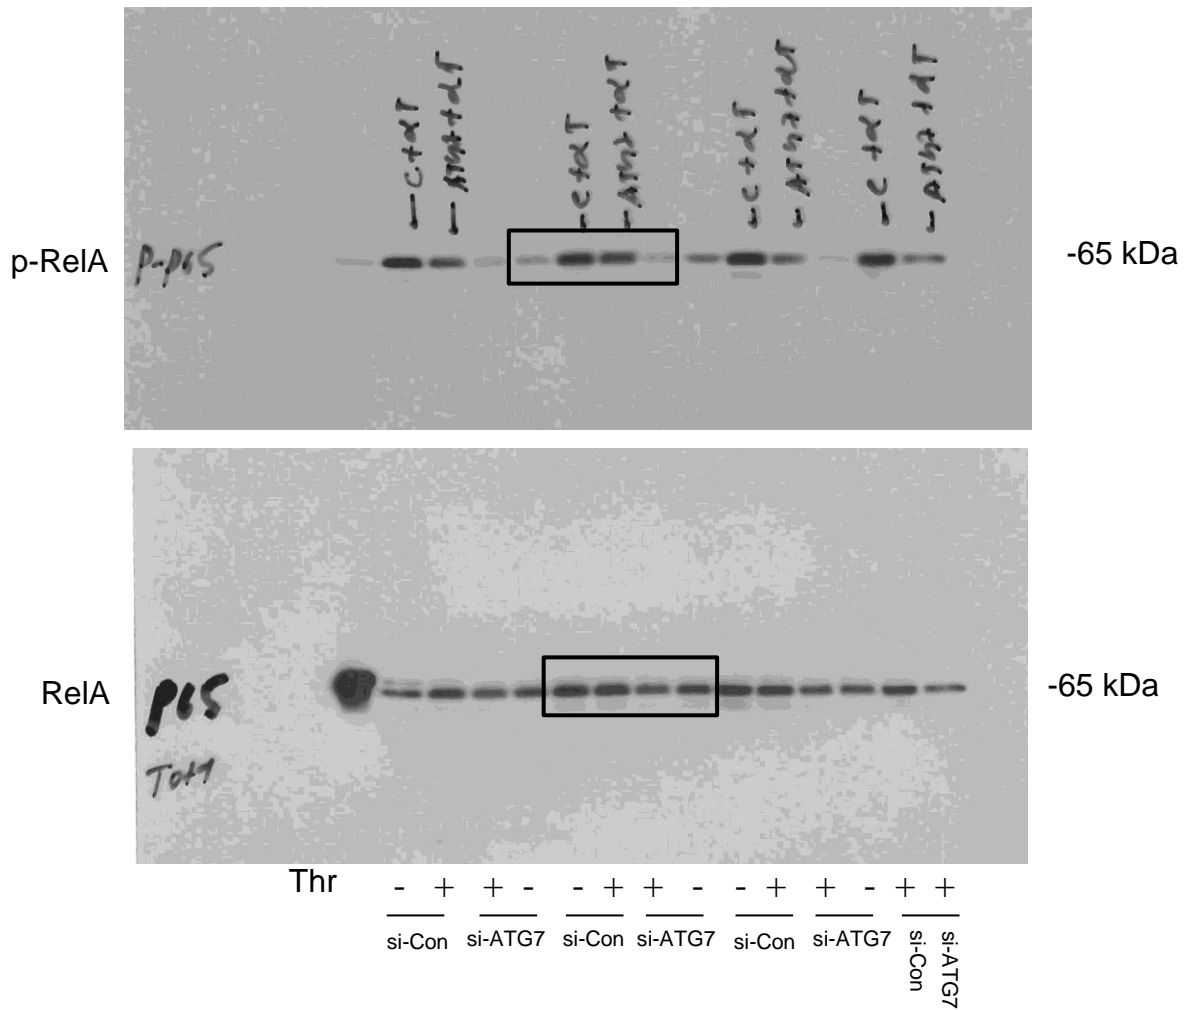 C+αT
ATG7+αT
C+αT
ATG7+αT
C+αT
ATG7+αT
C+αT
ATG7+αT
p-RelA
P-P65
-65 kDa
RelA
P65
Tot
-65 kDa
Thr - + + - - + + - - + + - + +
si-Con si-ATG7 si-Con si-ATG7 si-Con si-ATG7 si-Con si-ATG7